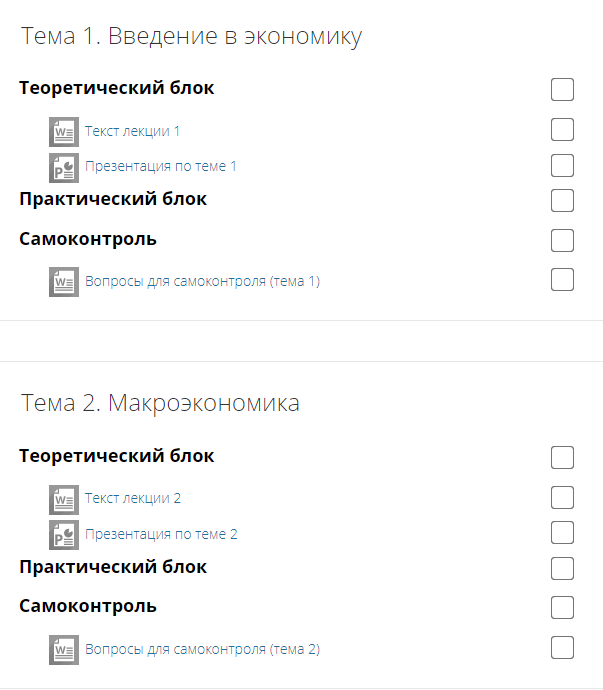 Тема 1. Введение в экономику
Теоретический блок
Текст лекции 1
Презентация по теме 1
Практический блок
Самоконтроль
Вопросы для самоконтроля (тема 1)
Тема 2. Макроэкономика
Теоретический блок
Текст лекции 2
Презентация по теме 2
Практический блок
Самоконтроль
Вопросы для самоконтроля (тема 2)